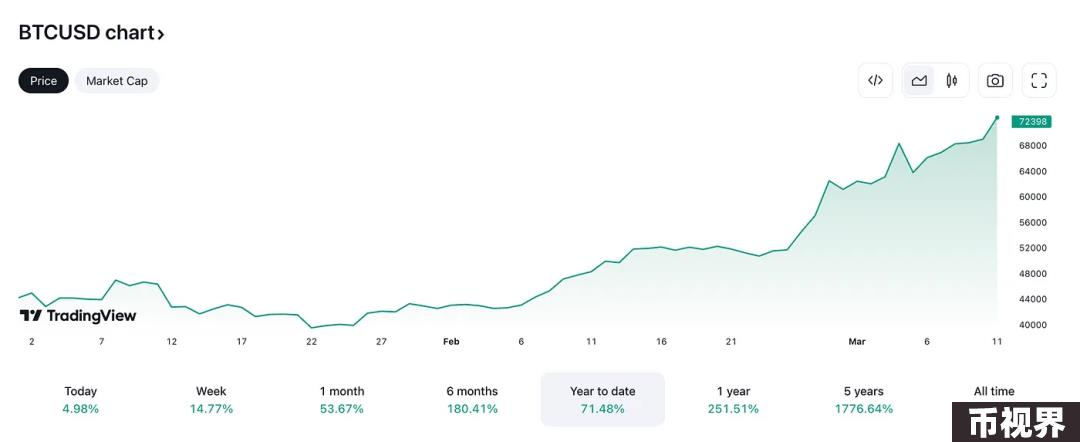 BTCUSD chart›
Price Market Cap
72398
68000
64000
60000
56000
52000
48000
44000
40000
TradingView
2 7 12 17 22 27 Feb 6 11 16 21 Mar 6 11
Today Week 1 month 6 months Year to date 1 year 5 years All time
4.98% 14.77% 53.67% 180.41% 71.48% 251.51% 1776.64%
币视界